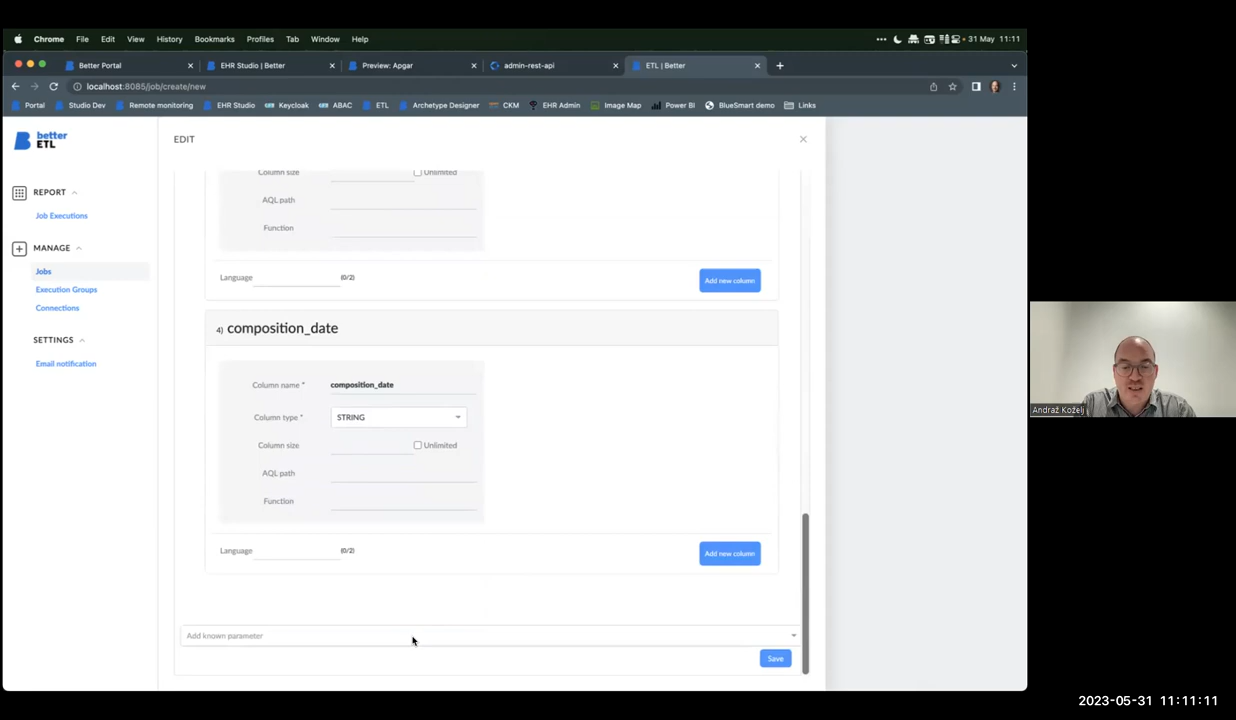 Chrome File Edit View History Bookmarks Profiles Tab Window Help 31 May 11:11
Better Portal EHR Studio | Better Preview: Apgar admin-rest-api ETL | Better
localhost:8085/job/create/new
Portal Studio Dev Remote monitoring EHR Studio Keycloak ABAC ETL Archetype Designer CKM EHR Admin Image Map Power BI BlueSmart demo Links
better
ETL
EDIT
REPORT
Job Executions
MANAGE
Jobs
Execution Groups
Connections
SETTINGS
Email notification
Column size Unlimited
AQL path
Function
Language (0/2) Add new column
4) composition_date
Column name * composition_date
Column type * STRING
Column size Unlimited
AQL path
Function
Language (0/2) Add new column
Add known parameter
Save
Andraž Koželj
2023-05-31 11:11:11